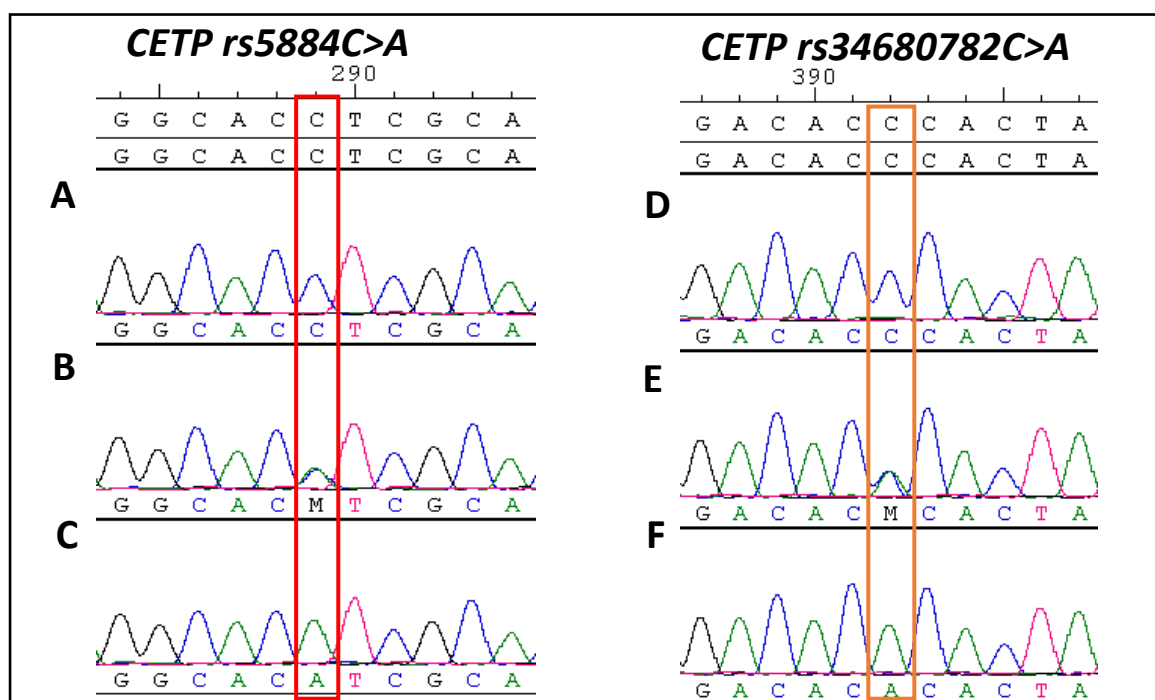 CETP rs5884C>A
290
G G C A C C T C G C A
G G C A C C T C G C A
A
G G C A C C T C G C A
B
G G C A C M T C G C A
C
G G C A C A T C G C A
CETP rs34680782C>A
390
G A C A C C C A C T A
G A C A C C C A C T A
D
G A C A C C C A C T A
E
G A C A C M C A C T A
F
G A C A C A C A C T A